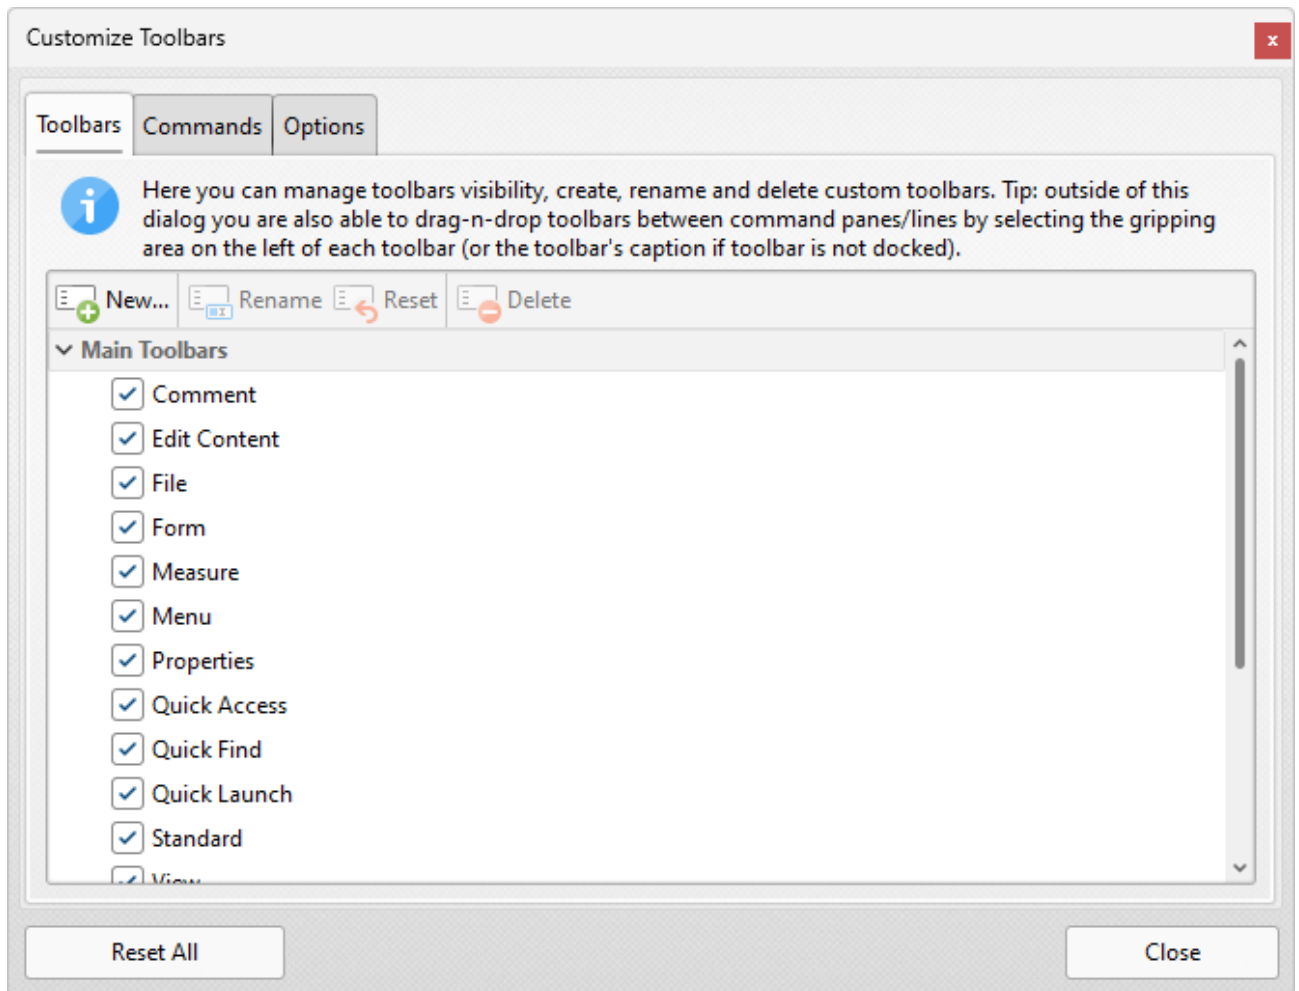 Customize Toolbars
x
Toolbars Commands Options
Here you can manage toolbars visibility, create, rename and delete custom toolbars. Tip: outside of this
dialog you are also able to drag-n-drop toolbars between command panes/lines by selecting the gripping
area on the left of each toolbar (or the toolbar's caption if toolbar is not docked).
New... Rename Reset Delete
Main Toolbars
Comment
Edit Content
File
Form
Measure
Menu
Properties
Quick Access
Quick Find
Quick Launch
Standard
View
Reset All Close